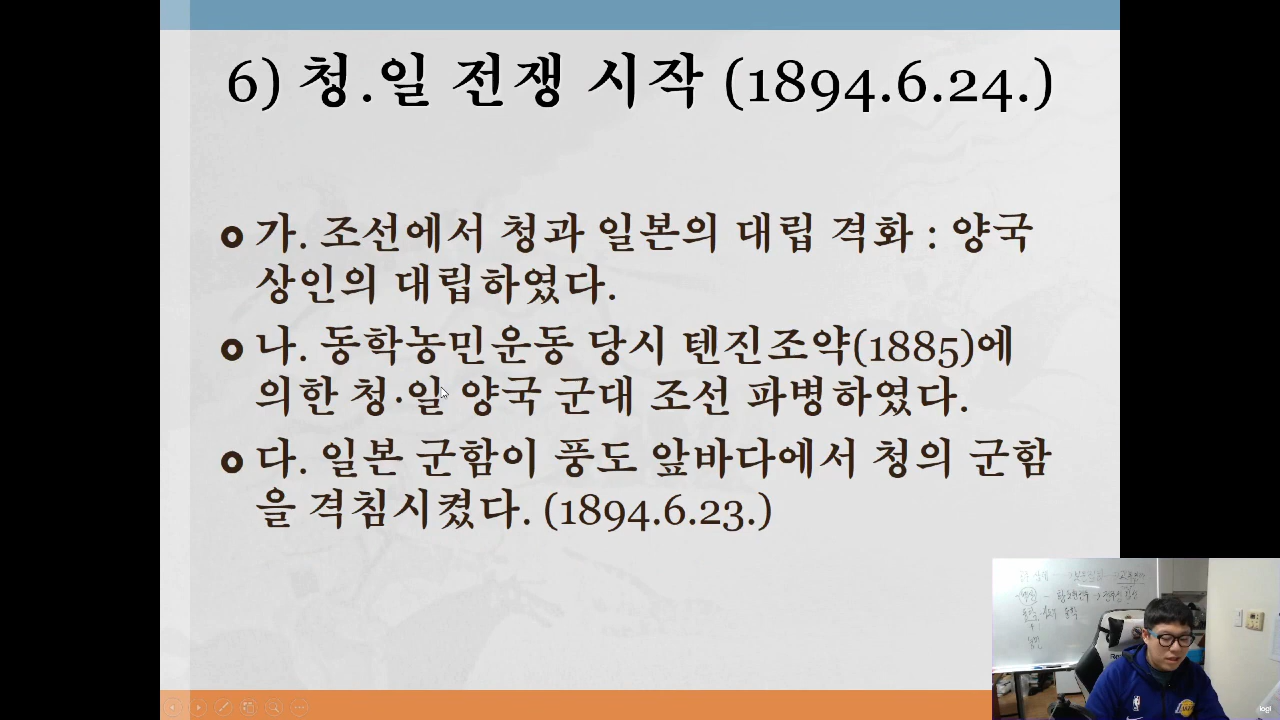 6) 청.일 전쟁 시작 (1894.6.24.)
가. 조선에서 청과 일본의 대립 격화 : 양국
상인의 대립하였다.
나. 동학농민운동 당시 텐진조약(1885)에
의한 청·일 양국 군대 조선 파병하였다.
다. 일본 군함이 풍도 앞바다에서 청의 군함
을 격침시켰다. (1894.6.23.)
logi